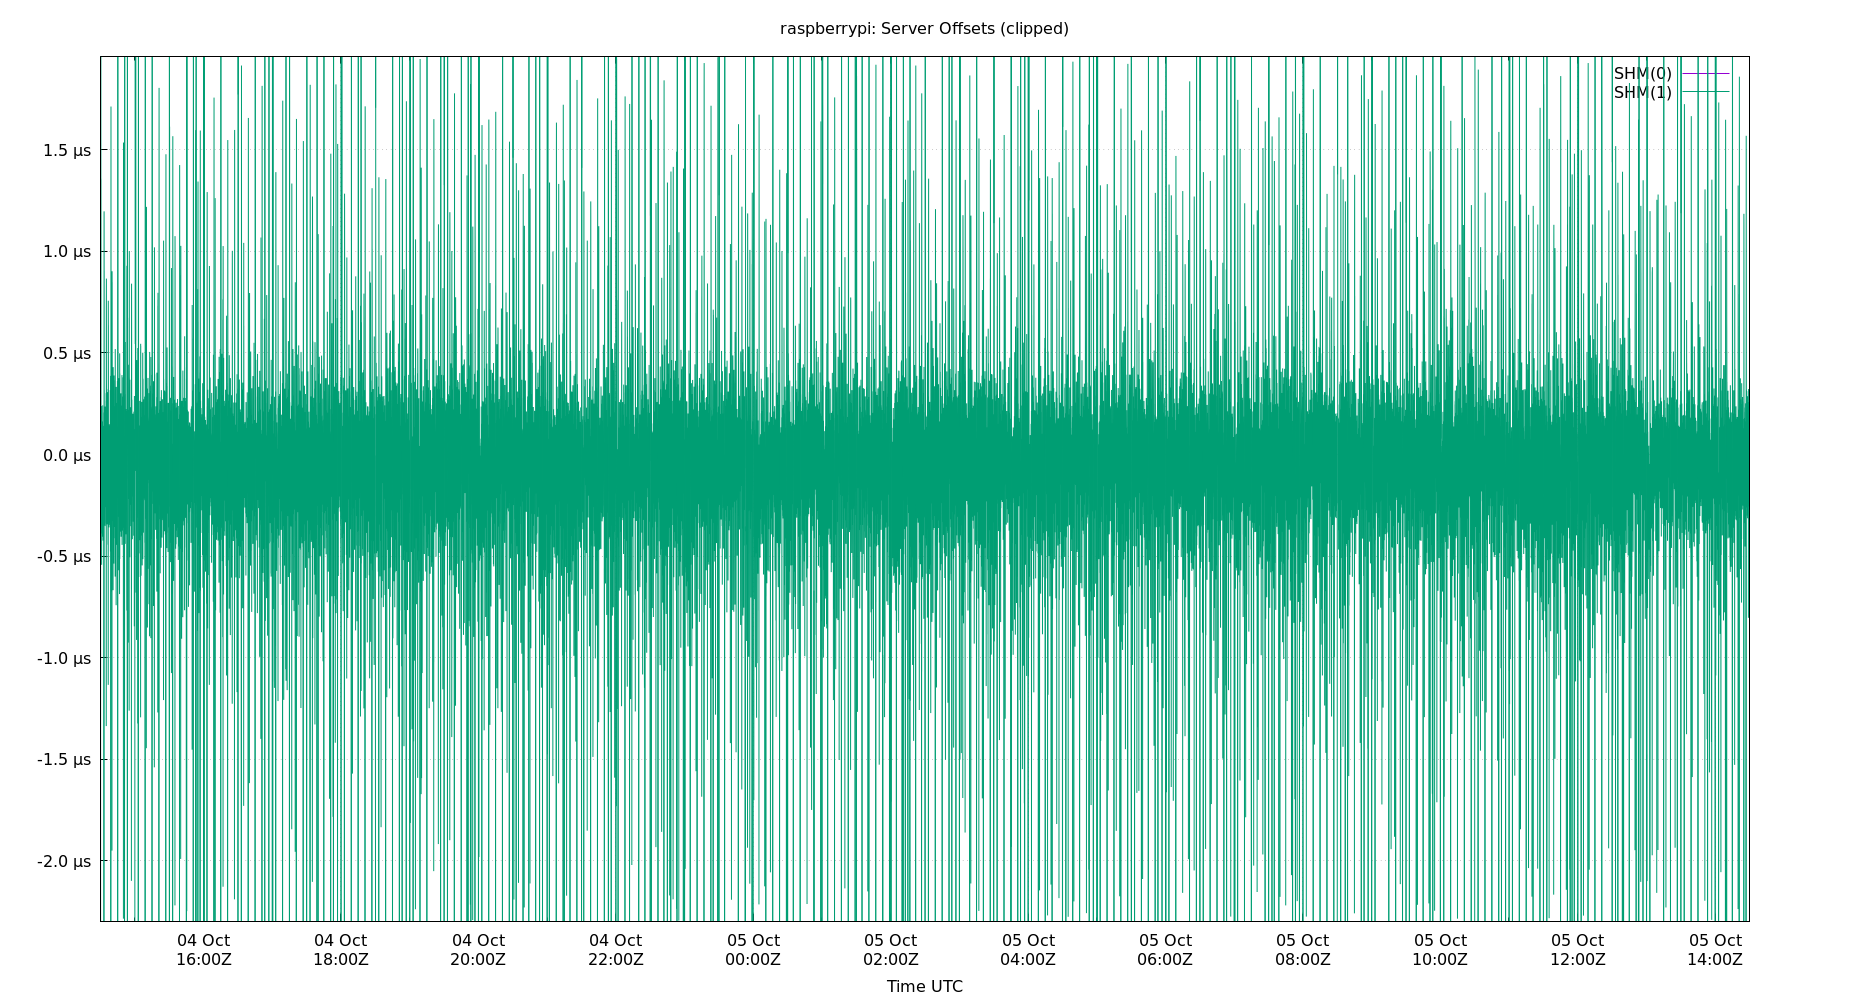 raspberrypi: Server Offsets (clipped)
SHM(0)
SHM(1)
1.5 µs
1.0 µs
0.5 µs
0.0 µs
-0.5 µs
-1.0 µs
-1.5 µs
-2.0 µs
04 Oct 04 Oct 04 Oct 04 Oct 05 Oct 05 Oct 05 Oct 05 Oct 05 Oct 05 Oct 05 Oct 05 Oct
16:00Z 18:00Z 20:00Z 22:00Z 00:00Z 02:00Z 04:00Z 06:00Z 08:00Z 10:00Z 12:00Z 14:00Z
Time UTC